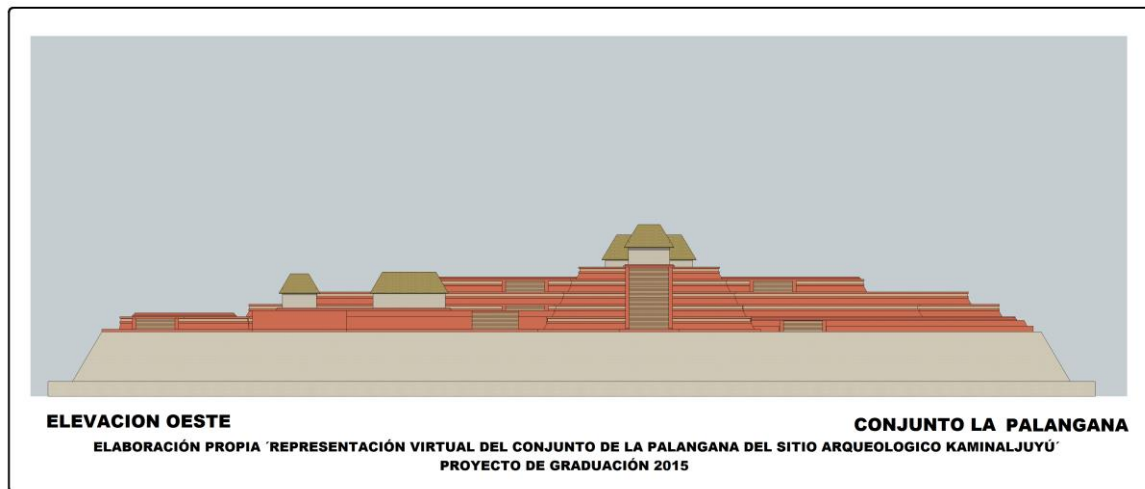 ELEVACION OESTE
CONJUNTO LA PALANGANA
ELABORACIÓN PROPIA ´REPRESENTACIÓN VIRTUAL DEL CONJUNTO DE LA PALANGANA DEL SITIO ARQUEOLOGICO KAMINALJUYÚ´
PROYECTO DE GRADUACIÓN 2015